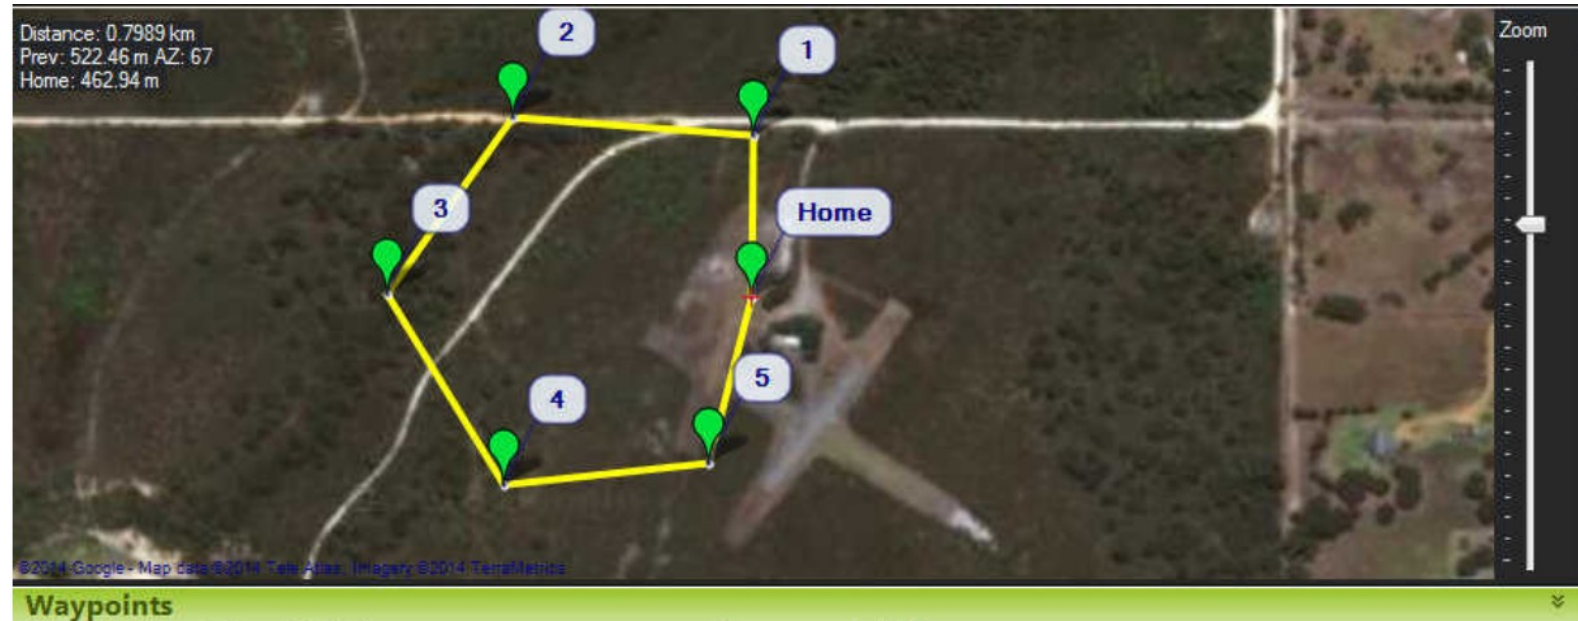 Distance: 0.7989 km
Prev: 522.46 m AZ: 67
Home: 462.94 m
Zoom
2
1
3
Home
5
4
©2014 Google - Map data ©2014 Tele Atlas, Imagery ©2014 TerraMetrics
Waypoints